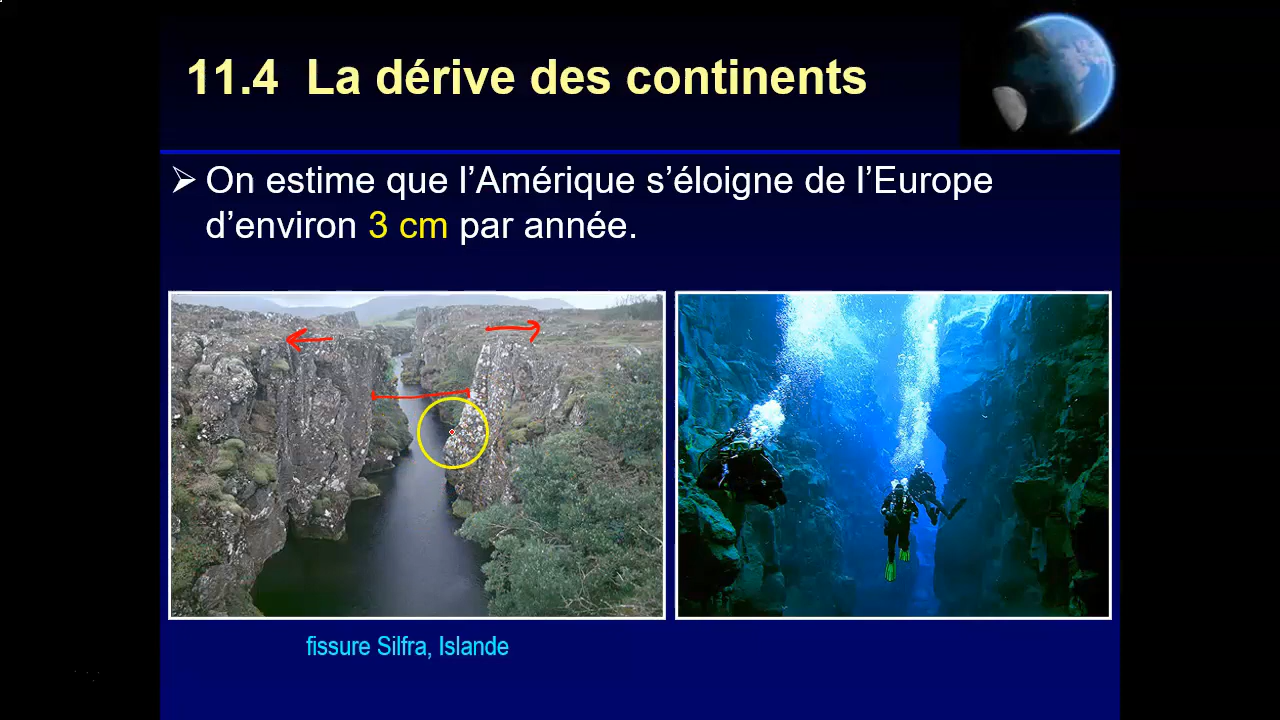 11.4 La dérive des continents
➢ On estime que l’Amérique s’éloigne de l’Europe
d’environ 3 cm par année.
fissure Silfra, Islande